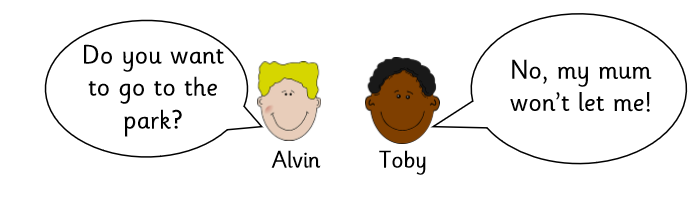 Do you want
to go to the
park?
No, my mum
won't let me!
Alvin
Toby